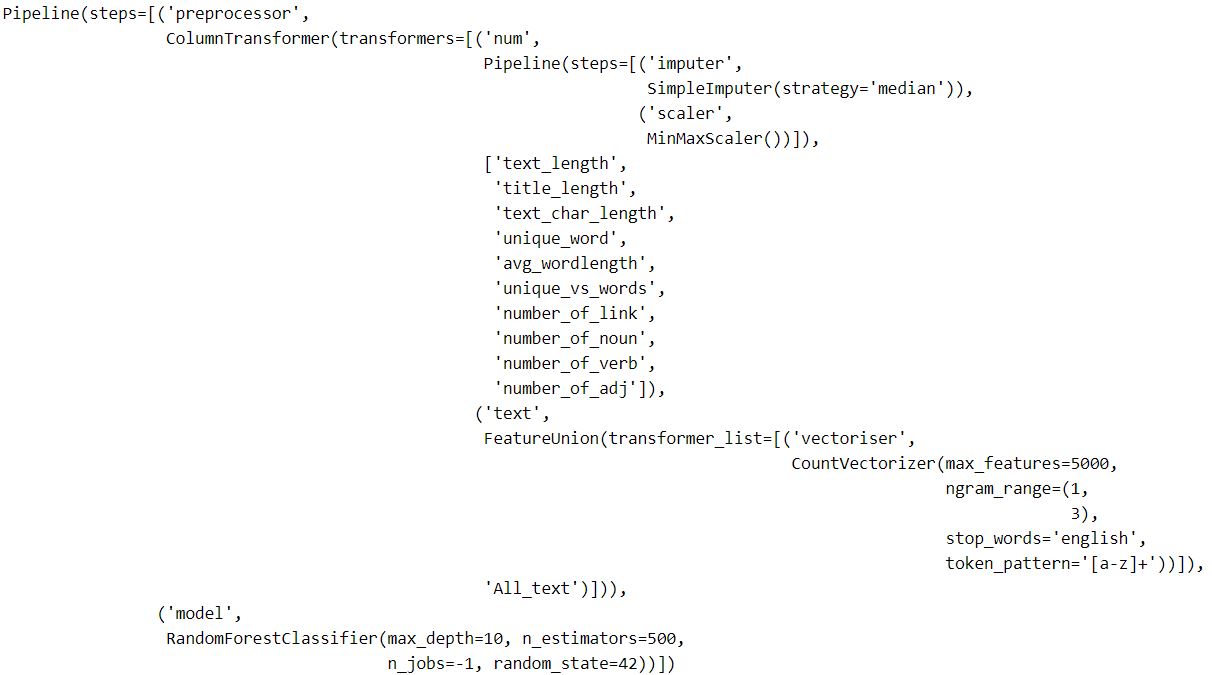 Pipeline(steps=[('preprocessor',
ColumnTransformer(transformers=[('num',
Pipeline(steps=[('imputer',
SimpleImputer(strategy='median')),
('scaler',
MinMaxScaler())]),
['text_length',
'title_length',
'text_char_length',
'unique_word',
'avg_wordlength',
'unique_vs_words',
'number_of_link',
'number_of_noun',
'number_of_verb',
'number_of_adj']),
('text',
FeatureUnion(transformer_list=[('vectoriser',
CountVectorizer(max_features=5000,
ngram_range=(1,
3),
stop_words='english',
token_pattern='[a-z]+'))]),
'All_text')])),
('model',
RandomForestClassifier(max_depth=10, n_estimators=500,
n_jobs=-1, random_state=42))])